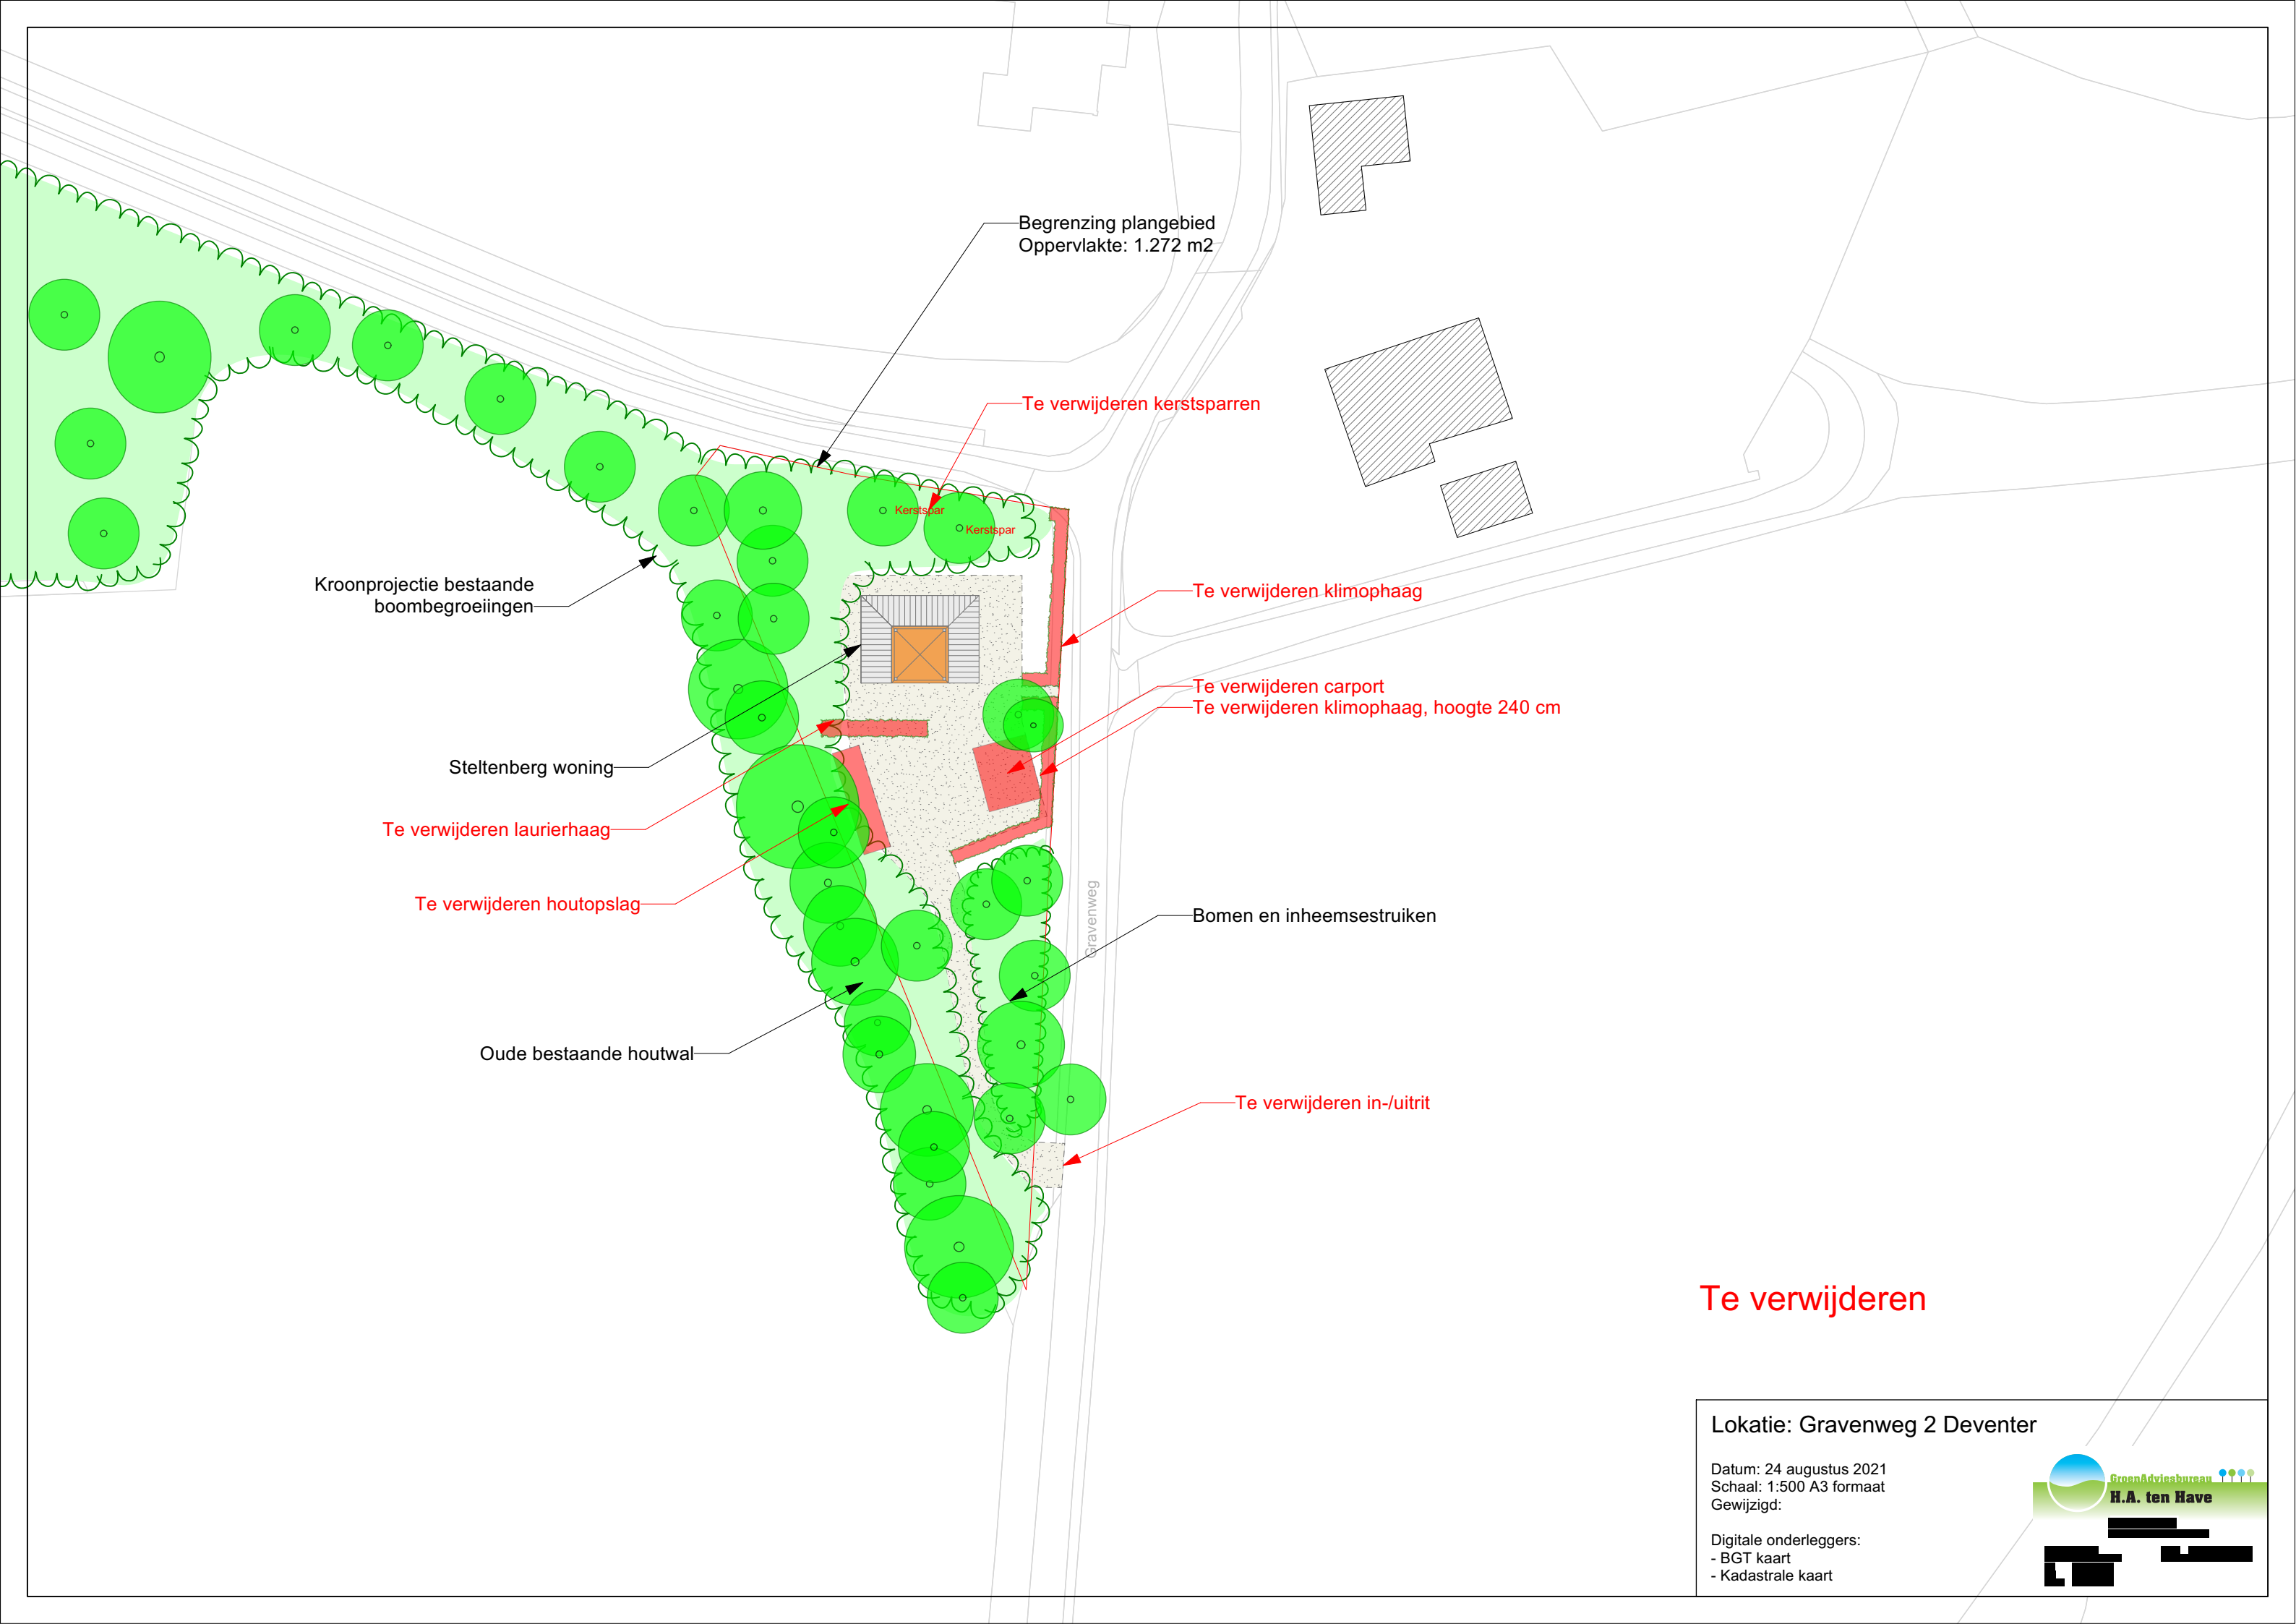 Begrenzing plangebied
Oppervlakte: 1.272 m2
Te verwijderen kerstsparren
Kerstspar
Kerstspar
Kroonprojectie bestaande
boombegroeiingen
Te verwijderen klimophaag
Te verwijderen carport
Te verwijderen klimophaag, hoogte 240 cm
Steltenberg woning
Te verwijderen laurierhaag
Te verwijderen houtopslag
Gravenweg
Bomen en inheemsestruiken
Oude bestaande houtwal
Te verwijderen in-/uitrit
Te verwijderen
Lokatie: Gravenweg 2 Deventer
Datum: 24 augustus 2021
Schaal: 1:500 A3 formaat
Gewijzigd:
Digitale onderleggers:
- BGT kaart
- Kadastrale kaart
GroenAdviesbureau
H.A. ten Have